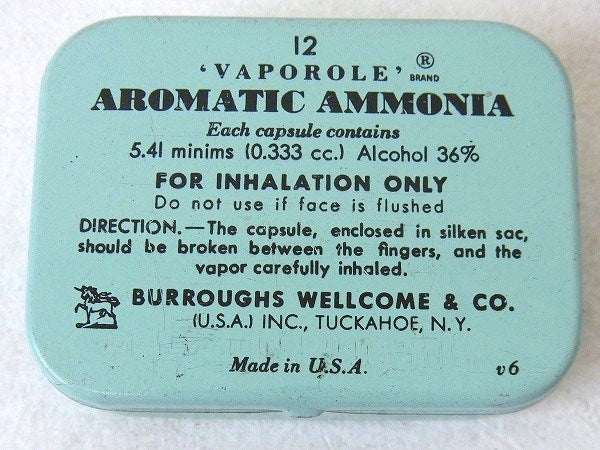 12
'VAPOROLE' ® BRAND
AROMATIC AMMONIA
Each capsule contains
5.41 minims (0.333 cc.) Alcohol 36%
FOR INHALATION ONLY
Do not use if face is flushed
DIRECTION.—The capsule, enclosed in silken sac,
should be broken between the fingers, and the
vapor carefully inhaled.
BURROUGHS WELLCOME & CO.
(U.S.A.) INC., TUCKAHOE, N.Y.
Made in U.S.A. v6